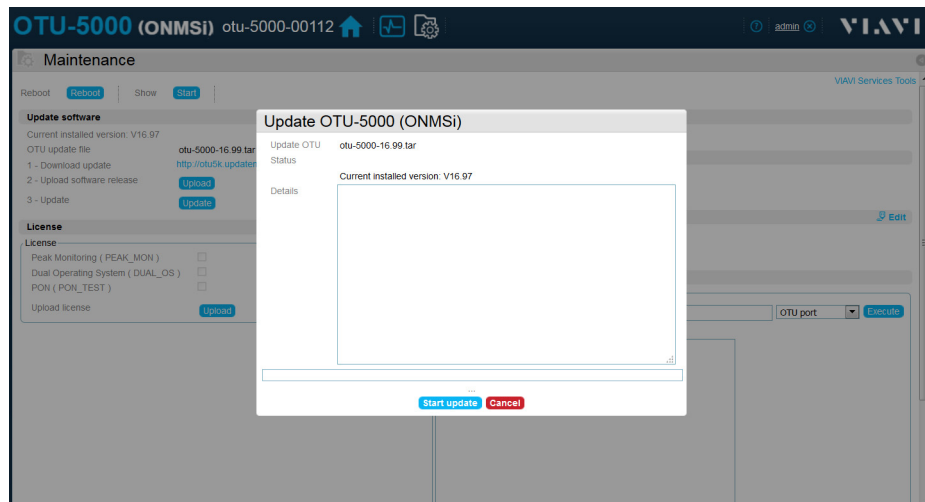 OTU-5000 (ONMSi) otu-5000-00112
admin
VIAVI
Maintenance
VIAVI Services Tools
Reboot Reboot Show Start
Update software
Current installed version: V16.97
OTU update file otu-5000-16.99.tar
1 - Download update http://otu5k.updater
2 - Upload software release Upload
3 - Update Update
License
License
Peak Monitoring ( PEAK_MON )
Dual Operating System ( DUAL_OS )
PON ( PON_TEST )
Upload license Upload
Edit
OTU port Execute
Update OTU-5000 (ONMSi)
Update OTU otu-5000-16.99.tar
Status
Current installed version: V16.97
Details
...
Start update Cancel